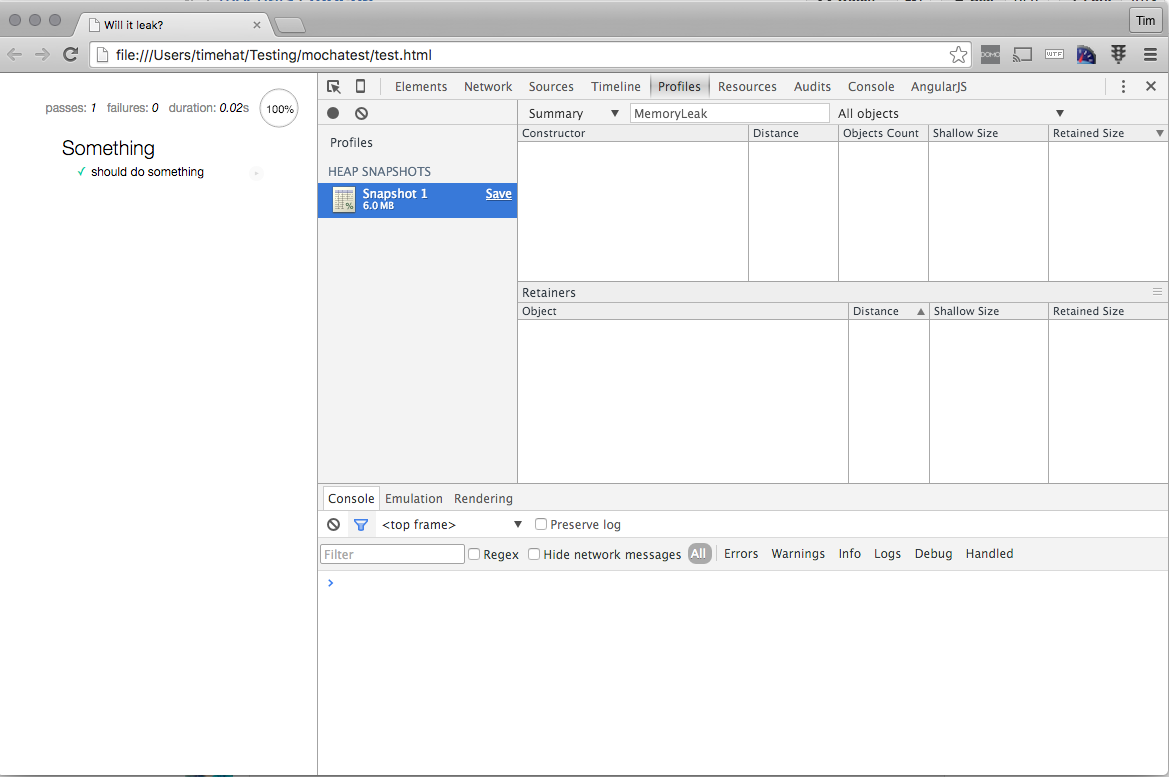 Will it leak?
Tim
file:///Users/timehat/Testing/mochatest/test.html
DOMO
WTF
passes: 1 failures: 0 duration: 0.02s 100%
Something
✓ should do something
Elements Network Sources Timeline Profiles Resources Audits Console AngularJS
Summary MemoryLeak All objects
Profiles
HEAP SNAPSHOTS
Snapshot 1 Save
6.0 MB
Constructor Distance Objects Count Shallow Size Retained Size
Retainers
Object Distance Shallow Size Retained Size
Console Emulation Rendering
<top frame> Preserve log
Filter Regex Hide network messages All Errors Warnings Info Logs Debug Handled